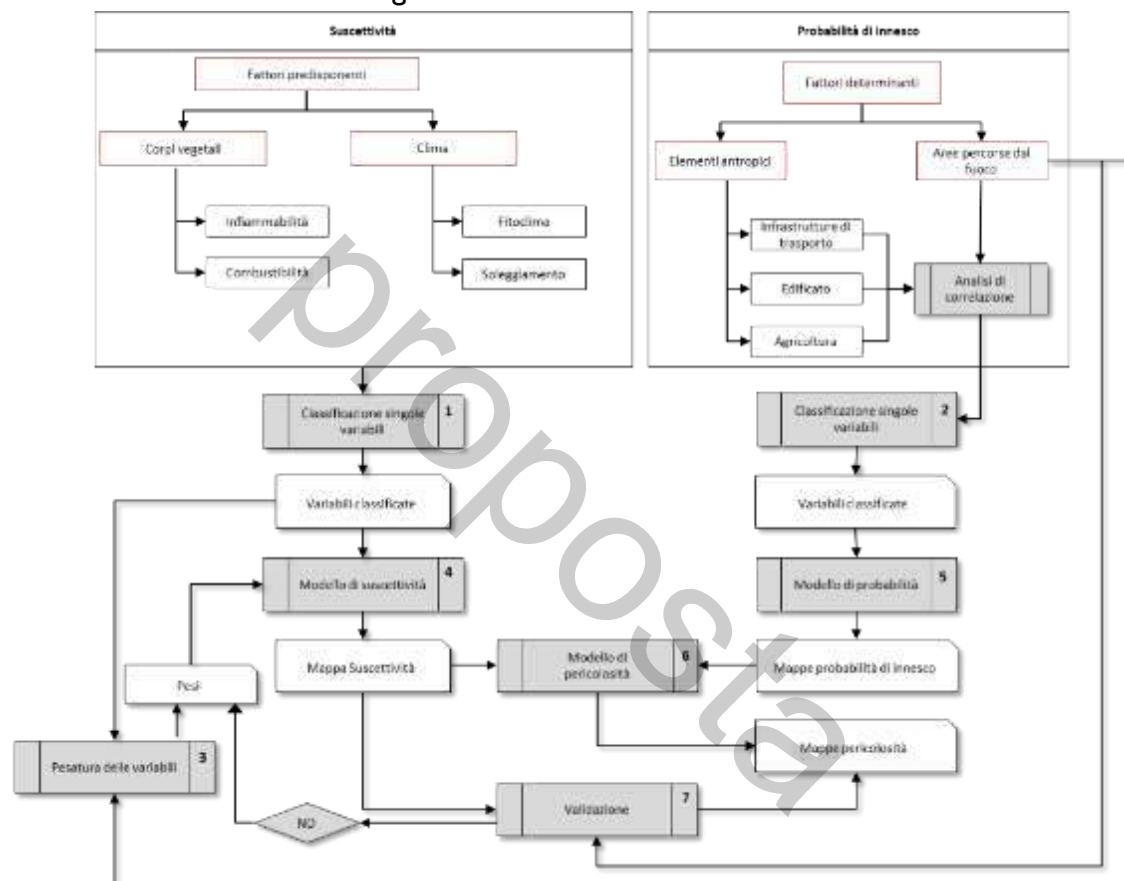 Suscettività
Probabilità di innesco
Fattori predisponenti
Fattori determinanti
Corpi vegetali
Clima
Elementi antropici
Aree percorse dal
fuoco
Infiammabilità
Fitoclima
Infrastrutture di
trasporto
Combustibilità
Soleggiamento
Edificato
Analisi di
correlazione
Agricoltura
Classificazione singole
variabili
1
Classificazione singole
variabili
2
Variabili classificate
Variabili classificate
Modello di suscettività
4
Modello di probabilità
5
Mappa Suscettività
Modello di
pericolosità
6
Mappe probabilità di innesco
Pesi
Mappe pericolosità
Pesatura delle variabili
3
Validazione
7
NO
proposta